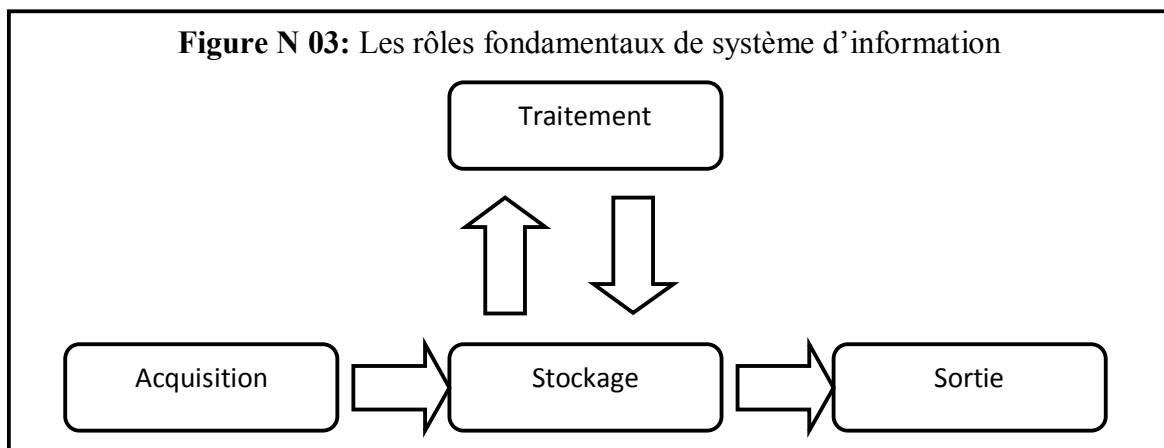 Figure N 03: Les rôles fondamentaux de système d’information
Traitement
Acquisition
Stockage
Sortie